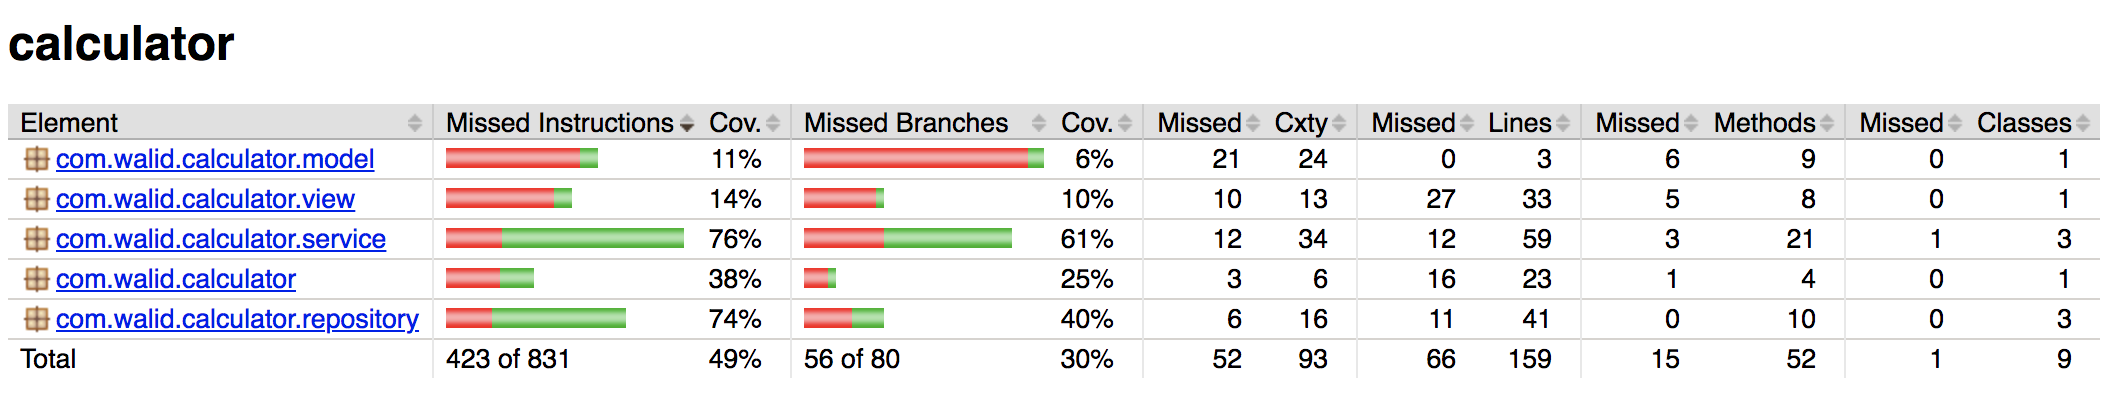 calculator
Element Missed Instructions Cov. Missed Branches Cov. Missed Cxty Missed Lines Missed Methods Missed Classes
com.walid.calculator.model 11% 6% 21 24 0 3 6 9 0 1
com.walid.calculator.view 14% 10% 10 13 27 33 5 8 0 1
com.walid.calculator.service 76% 61% 12 34 12 59 3 21 1 3
com.walid.calculator 38% 25% 3 6 16 23 1 4 0 1
com.walid.calculator.repository 74% 40% 6 16 11 41 0 10 0 3
Total 423 of 831 49% 56 of 80 30% 52 93 66 159 15 52 1 9